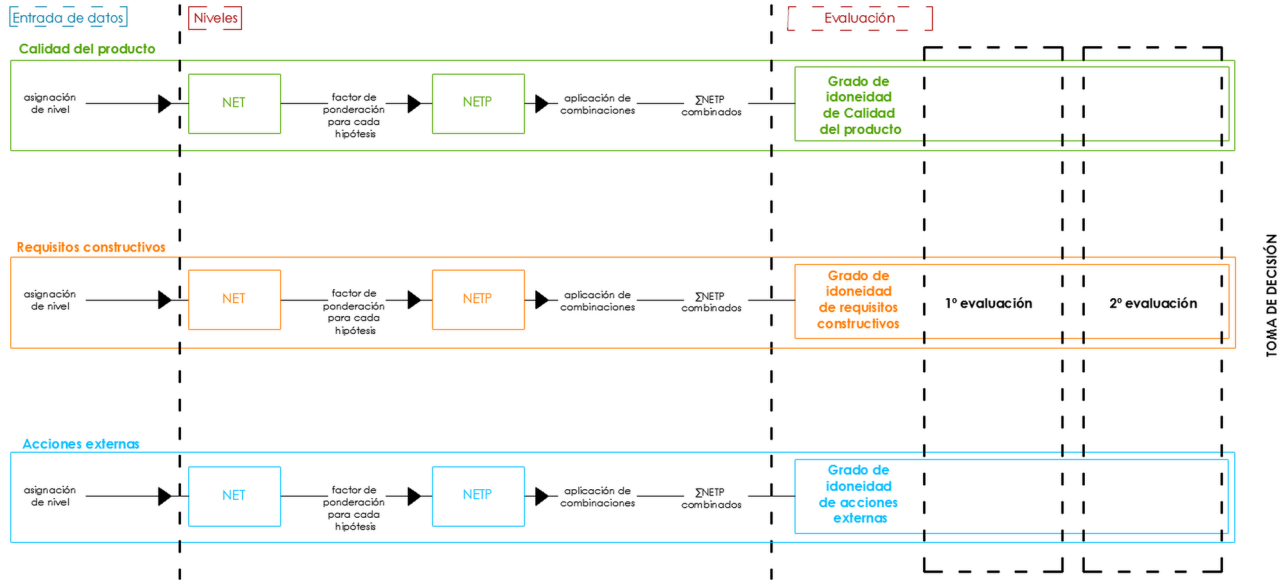 Entrada de datos
Niveles
Evaluación
Calidad del producto
asignación
de nivel
NET
factor de
ponderación
para cada
hipótesis
NETP
aplicación de
combinaciones
∑NETP
combinados
Grado de
idoneidad
de Calidad
del producto
Requisitos constructivos
asignación
de nivel
NET
factor de
ponderación
para cada
hipótesis
NETP
aplicación de
combinaciones
∑NETP
combinados
Grado de
idoneidad
de requisitos
constructivos
1º evaluación
2º evaluación
TOMA DE DECISIÓN
Acciones externas
asignación
de nivel
NET
factor de
ponderación
para cada
hipótesis
NETP
aplicación de
combinaciones
∑NETP
combinados
Grado de
idoneidad
de acciones
externas